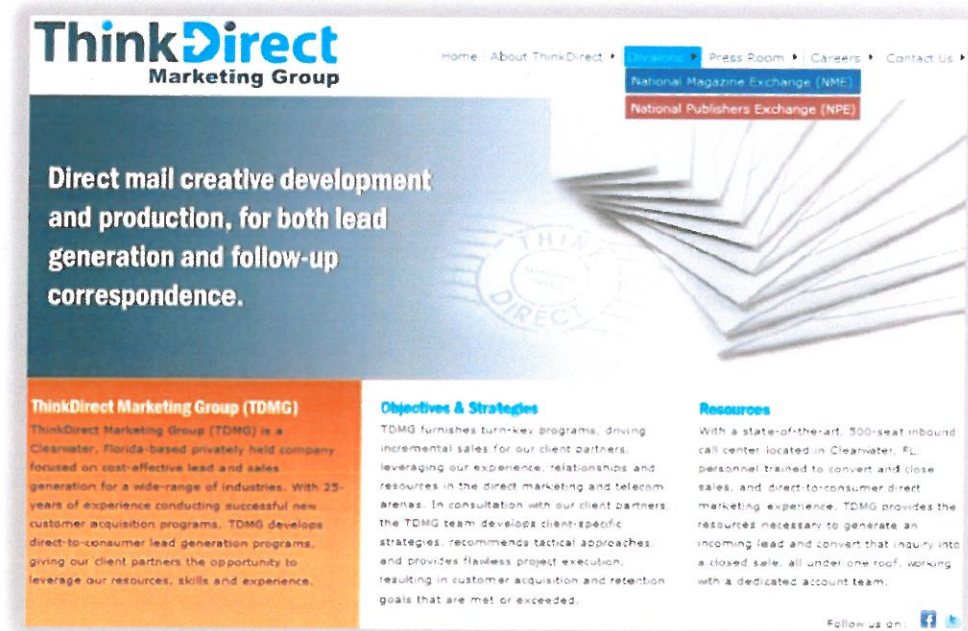 ThinkDirect
Marketing Group
Home
About ThinkDirect
Divisions
Press Room
Careers
Contact Us
National Magazine Exchange (NME)
National Publishers Exchange (NPE)
Direct mail creative development
and production, for both lead
generation and follow-up
correspondence.
THINK
DIRECT
ThinkDirect Marketing Group (TDMG)
ThinkDirect Marketing Group (TDMG) is a
Clearwater, Florida-based privately held company
focused on cost-effective lead and sales
generation for a wide-range of industries. With 25-
years of experience conducting successful new
customer acquisition programs, TDMG develops
direct-to-consumer lead generation programs,
giving our client partners the opportunity to
leverage our resources, skills and experience.
Objectives & Strategies
TDMG furnishes turn-key programs, driving
incremental sales for our client partners,
leveraging our experience, relationships and
resources in the direct marketing and telecom
arenas. In consultation with our client partners,
the TDMG team develops client-specific
strategies, recommends tactical approaches,
and provides flawless project execution,
resulting in customer acquisition and retention
goals that are met or exceeded.
Resources
With a state-of-the-art, 500-seat inbound
call center located in Clearwater, FL,
personnel trained to convert and close
sales, and direct-to-consumer direct
marketing experience, TDMG provides the
resources necessary to generate an
incoming lead and convert that inquiry into
a closed sale, all under one roof, working
with a dedicated account team.
Follow us on: